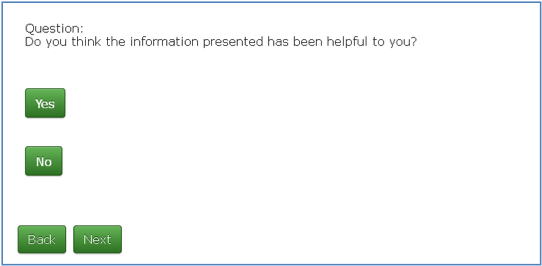 Question:
Do you think the information presented has been helpful to you?
Yes
No
Back Next